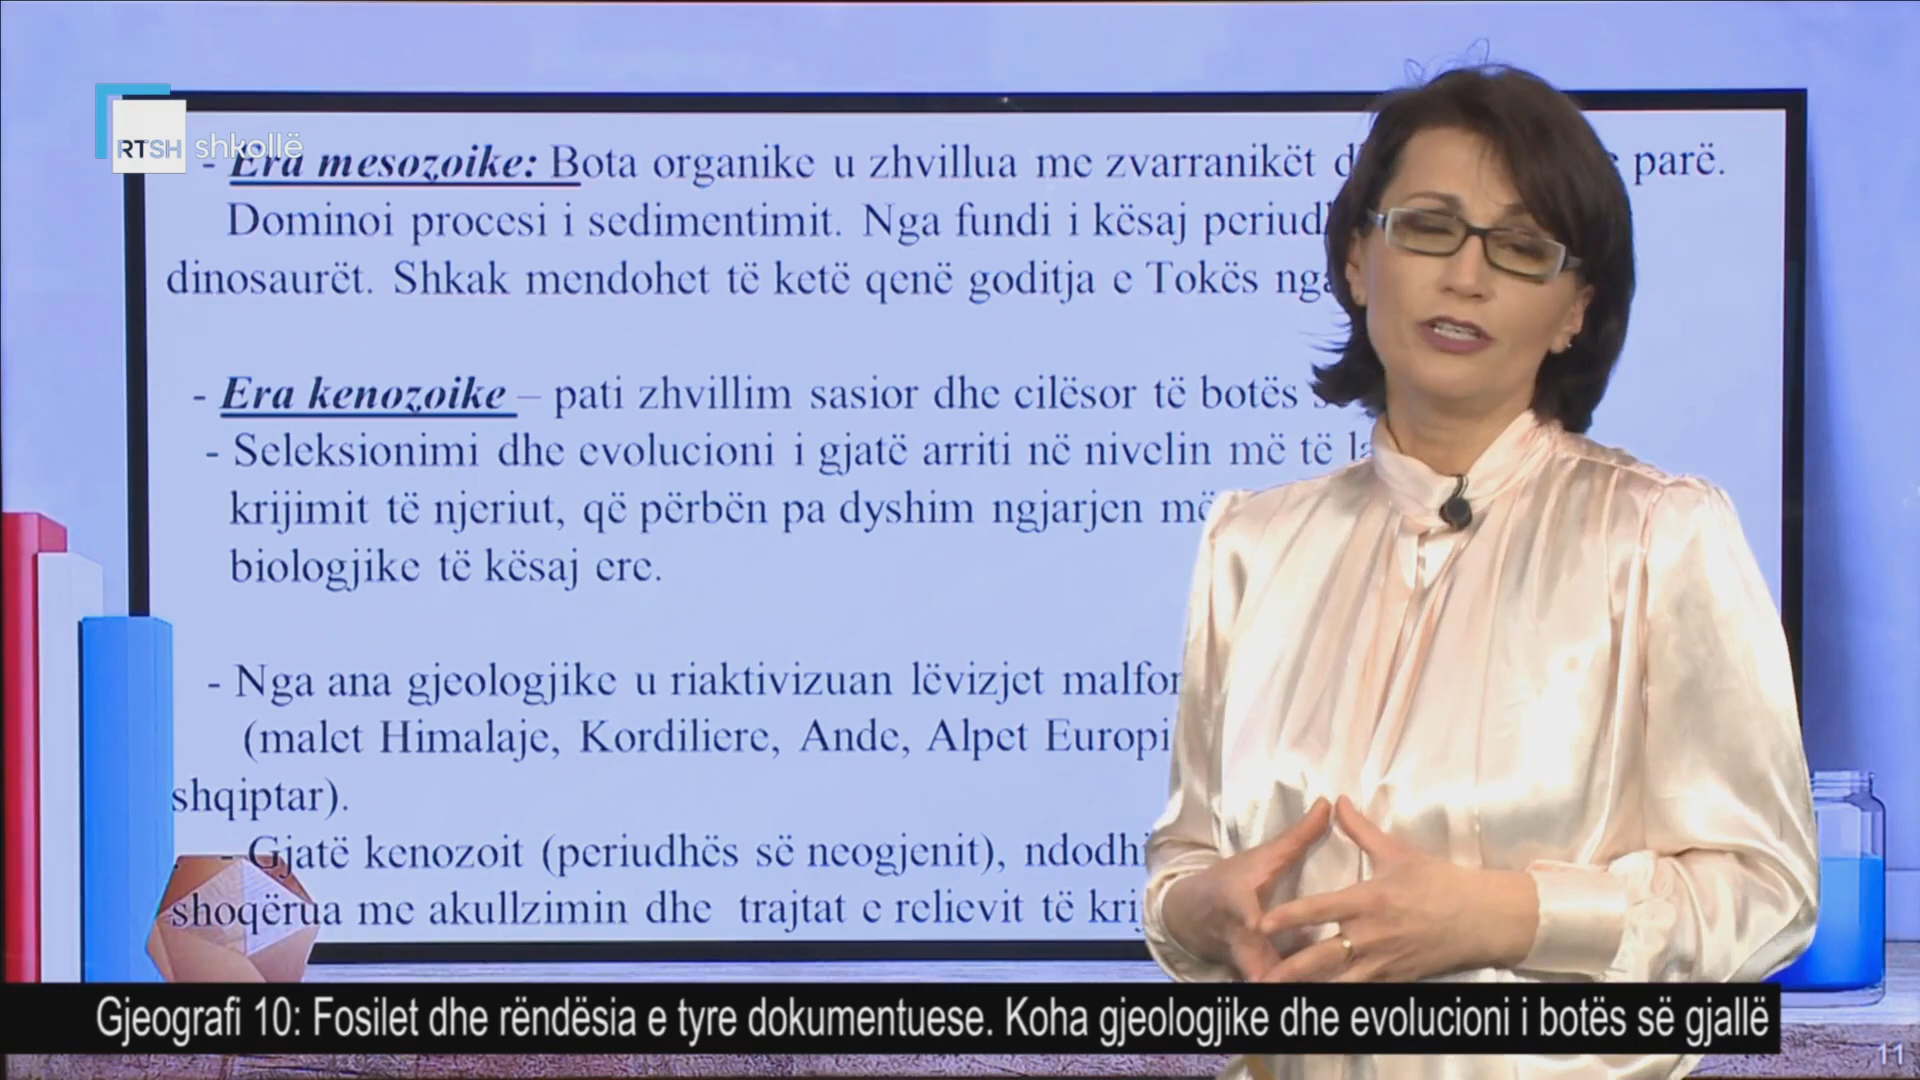 RTSH shkollë
- Era mesozoike: Bota organike u zhvillua me zvarranikët parë.
Dominoi procesi i sedimentimit. Nga fundi i kësaj
dinosaurët. Shkak mendohet të ketë qenë goditja e Tokës
- Era kenozoike – pati zhvillim sasior dhe cilësor të botës
- Seleksionimi dhe evolucioni i gjatë arriti në nivelin më të
krijimit të njeriut, që përbën pa dyshim ngjarjen
biologjike të kësaj ere.
- Nga ana gjeologjike u riaktivizuan lëvizjet
(malet Himalaje, Kordiliere, Ande, Alpet
shqiptar).
- Gjatë kenozoit (periudhës së neogjenit),
shoqërua me akullzimin dhe trajtat e relievit të
Gjeografi 10: Fosilet dhe rëndësia e tyre dokumentuese. Koha gjeologjike dhe evolucioni i botës së gjallë
11